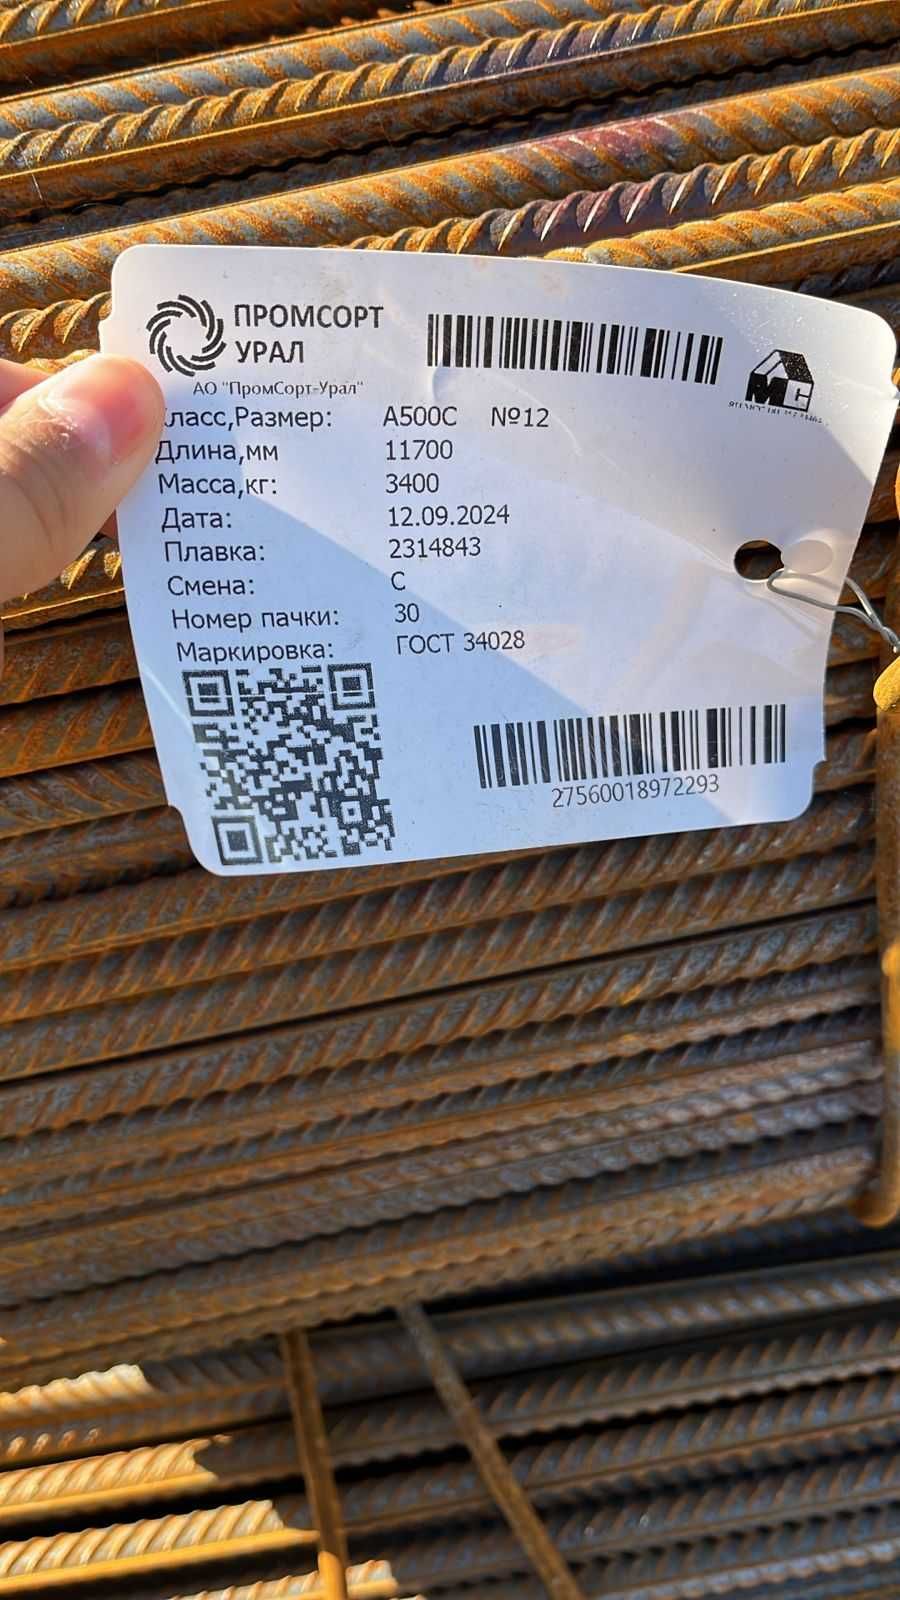 ПРОМСОРТ
УРАЛ
АО "ПромСорт-Урал"
МС
ласс,Размер: А500С №12
Длина,мм 11700
Масса,кг: 3400
Дата: 12.09.2024
Плавка: 2314843
Смена: С
Номер пачки: 30
Маркировка: ГОСТ 34028
27560018972293